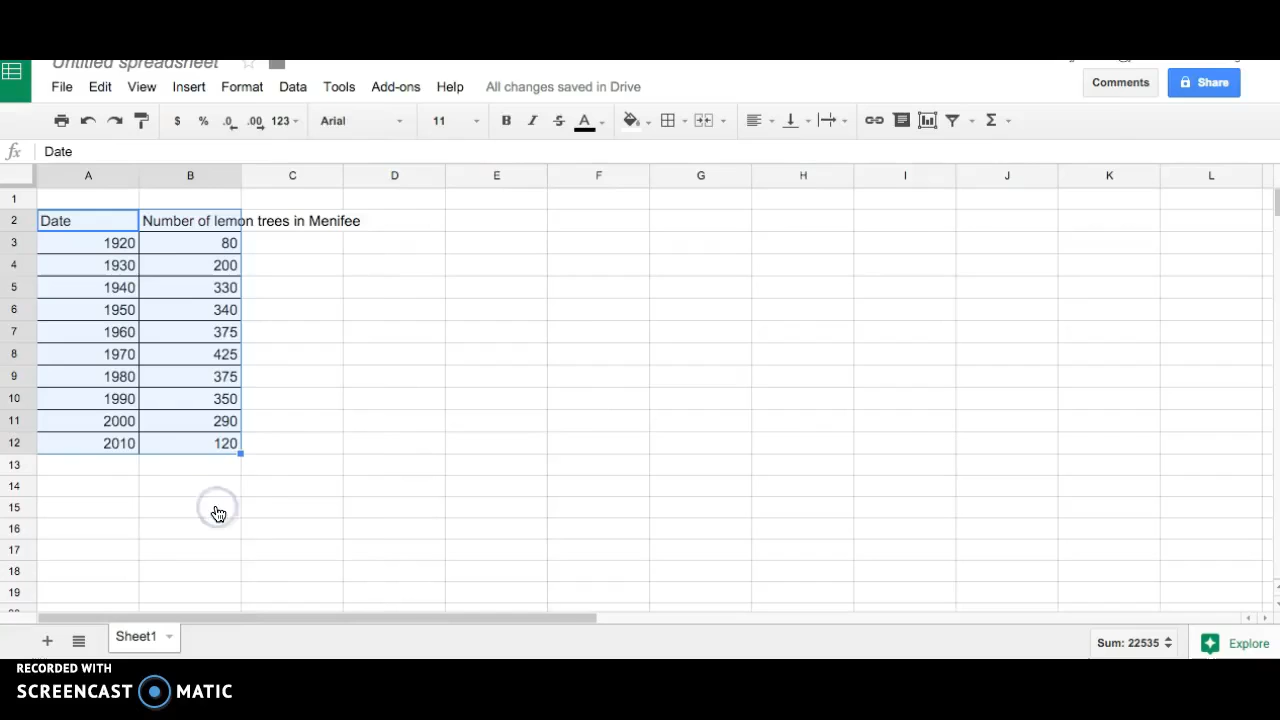 Untitled spreadsheet
File Edit View Insert Format Data Tools Add-ons Help All changes saved in Drive
Comments Share
$ % .0 .00 123 Arial 11 B I S A Σ
fx Date
A B C D E F G H I J K L
1
2 Date Number of lemon trees in Menifee
3 1920 80
4 1930 200
5 1940 330
6 1950 340
7 1960 375
8 1970 425
9 1980 375
10 1990 350
11 2000 290
12 2010 120
13
14
15
16
17
18
19
+ Sheet1 Sum: 22535 Explore
RECORDED WITH
SCREENCAST MATIC